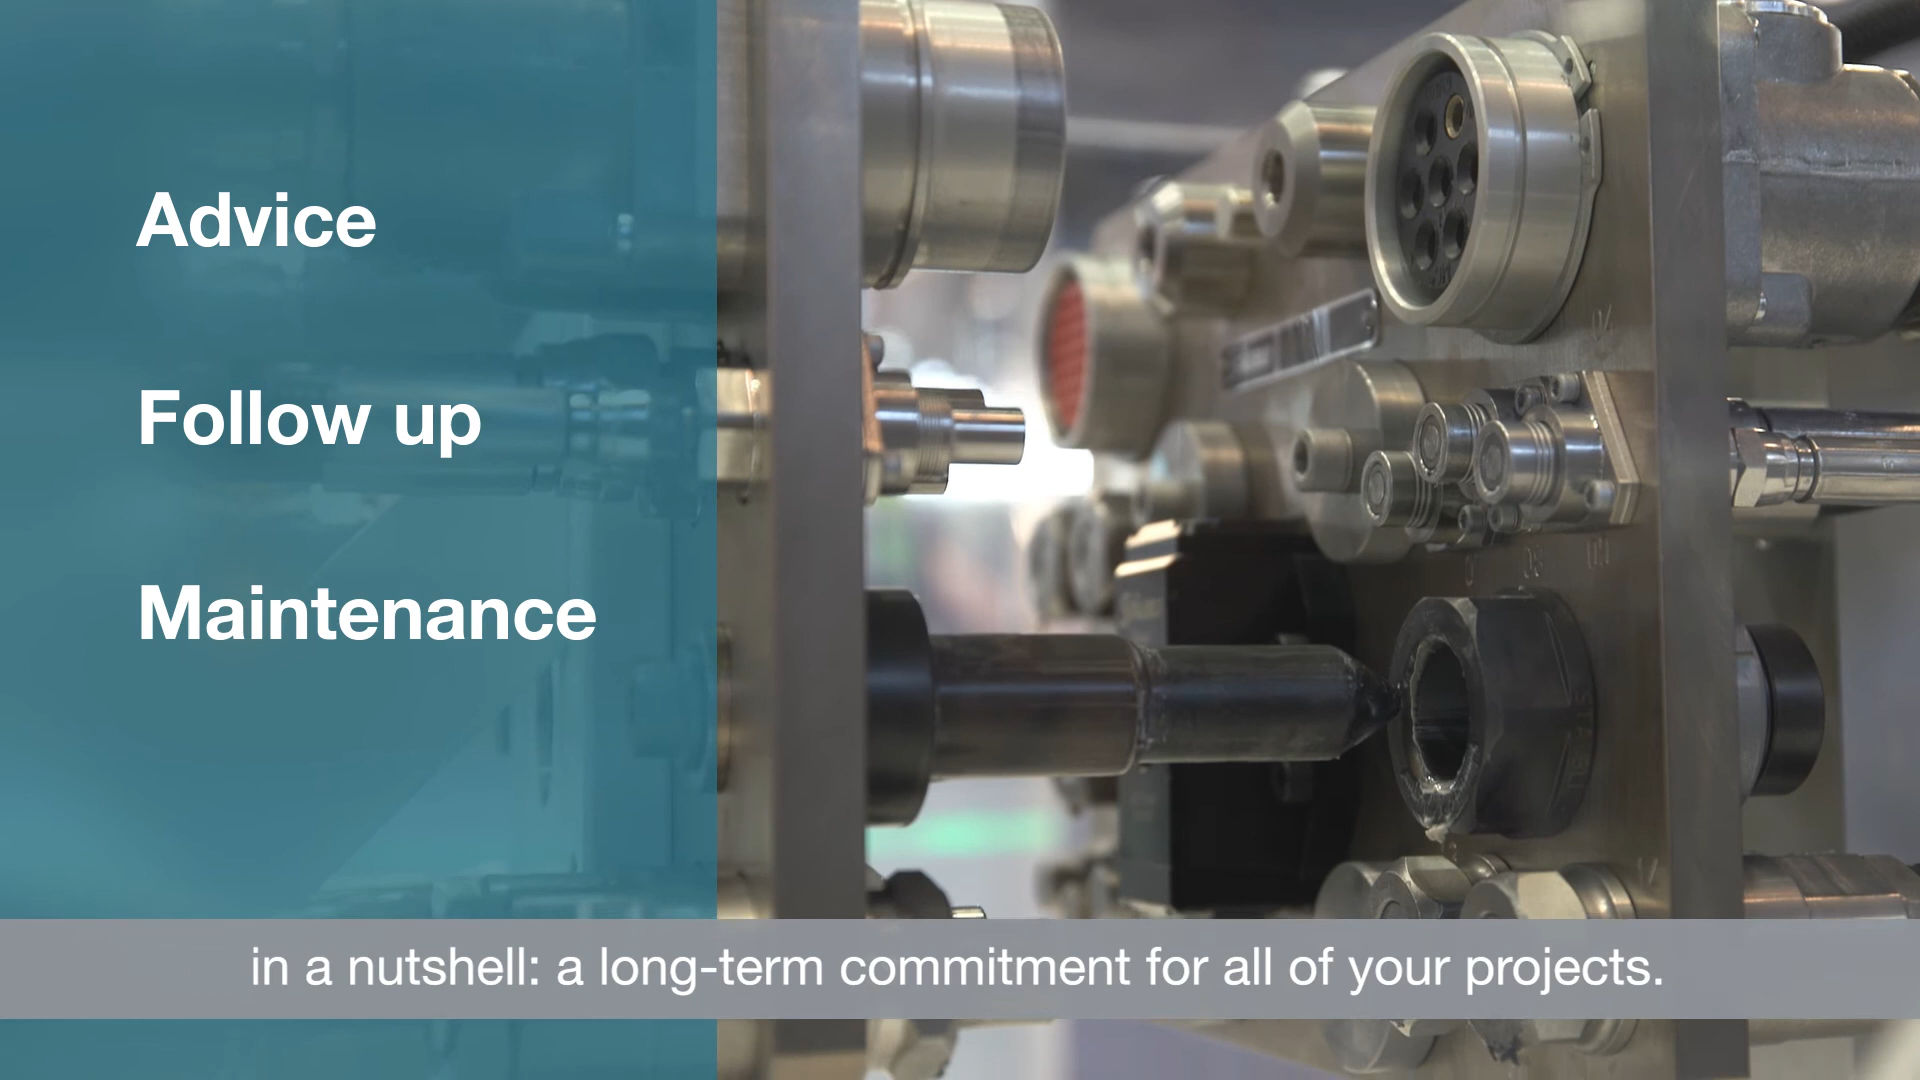 Advice
Follow up
Maintenance
in a nutshell: a long-term commitment for all of your projects.